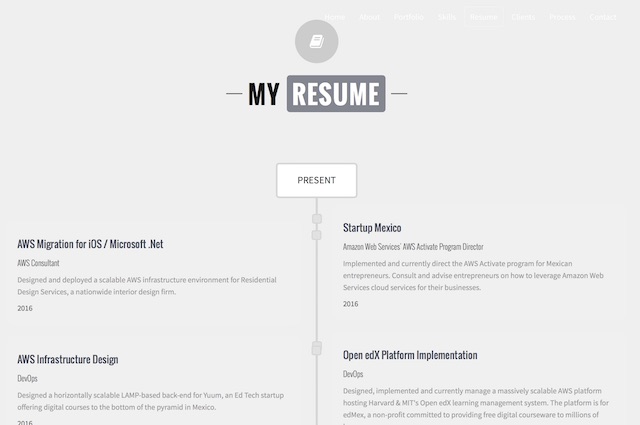 Home About Portfolio Skills Resume Clients Process Contact
MY RESUME
PRESENT
AWS Migration for iOS / Microsoft .Net
AWS Consultant
Designed and deployed a scalable AWS infrastructure environment for Residential
Design Services, a nationwide interior design firm.
2016
Startup Mexico
Amazon Web Services' AWS Activate Program Director
Implemented and currently direct the AWS Activate program for Mexican
entrepreneurs. Consult and advise entrepreneurs on how to leverage Amazon Web
Services cloud services for their businesses.
2016
AWS Infrastructure Design
DevOps
Designed a horizontally scalable LAMP-based back-end for Yuum, an Ed Tech startup
offering digital courses to the bottom of the pyramid in Mexico.
2016
Open edX Platform Implementation
DevOps
Designed, implemented and currently manage a massively scalable AWS platform
hosting Harvard & MIT's Open edX learning management system. The platform is for
edMex, a non-profit committed to providing free digital courseware to millions of